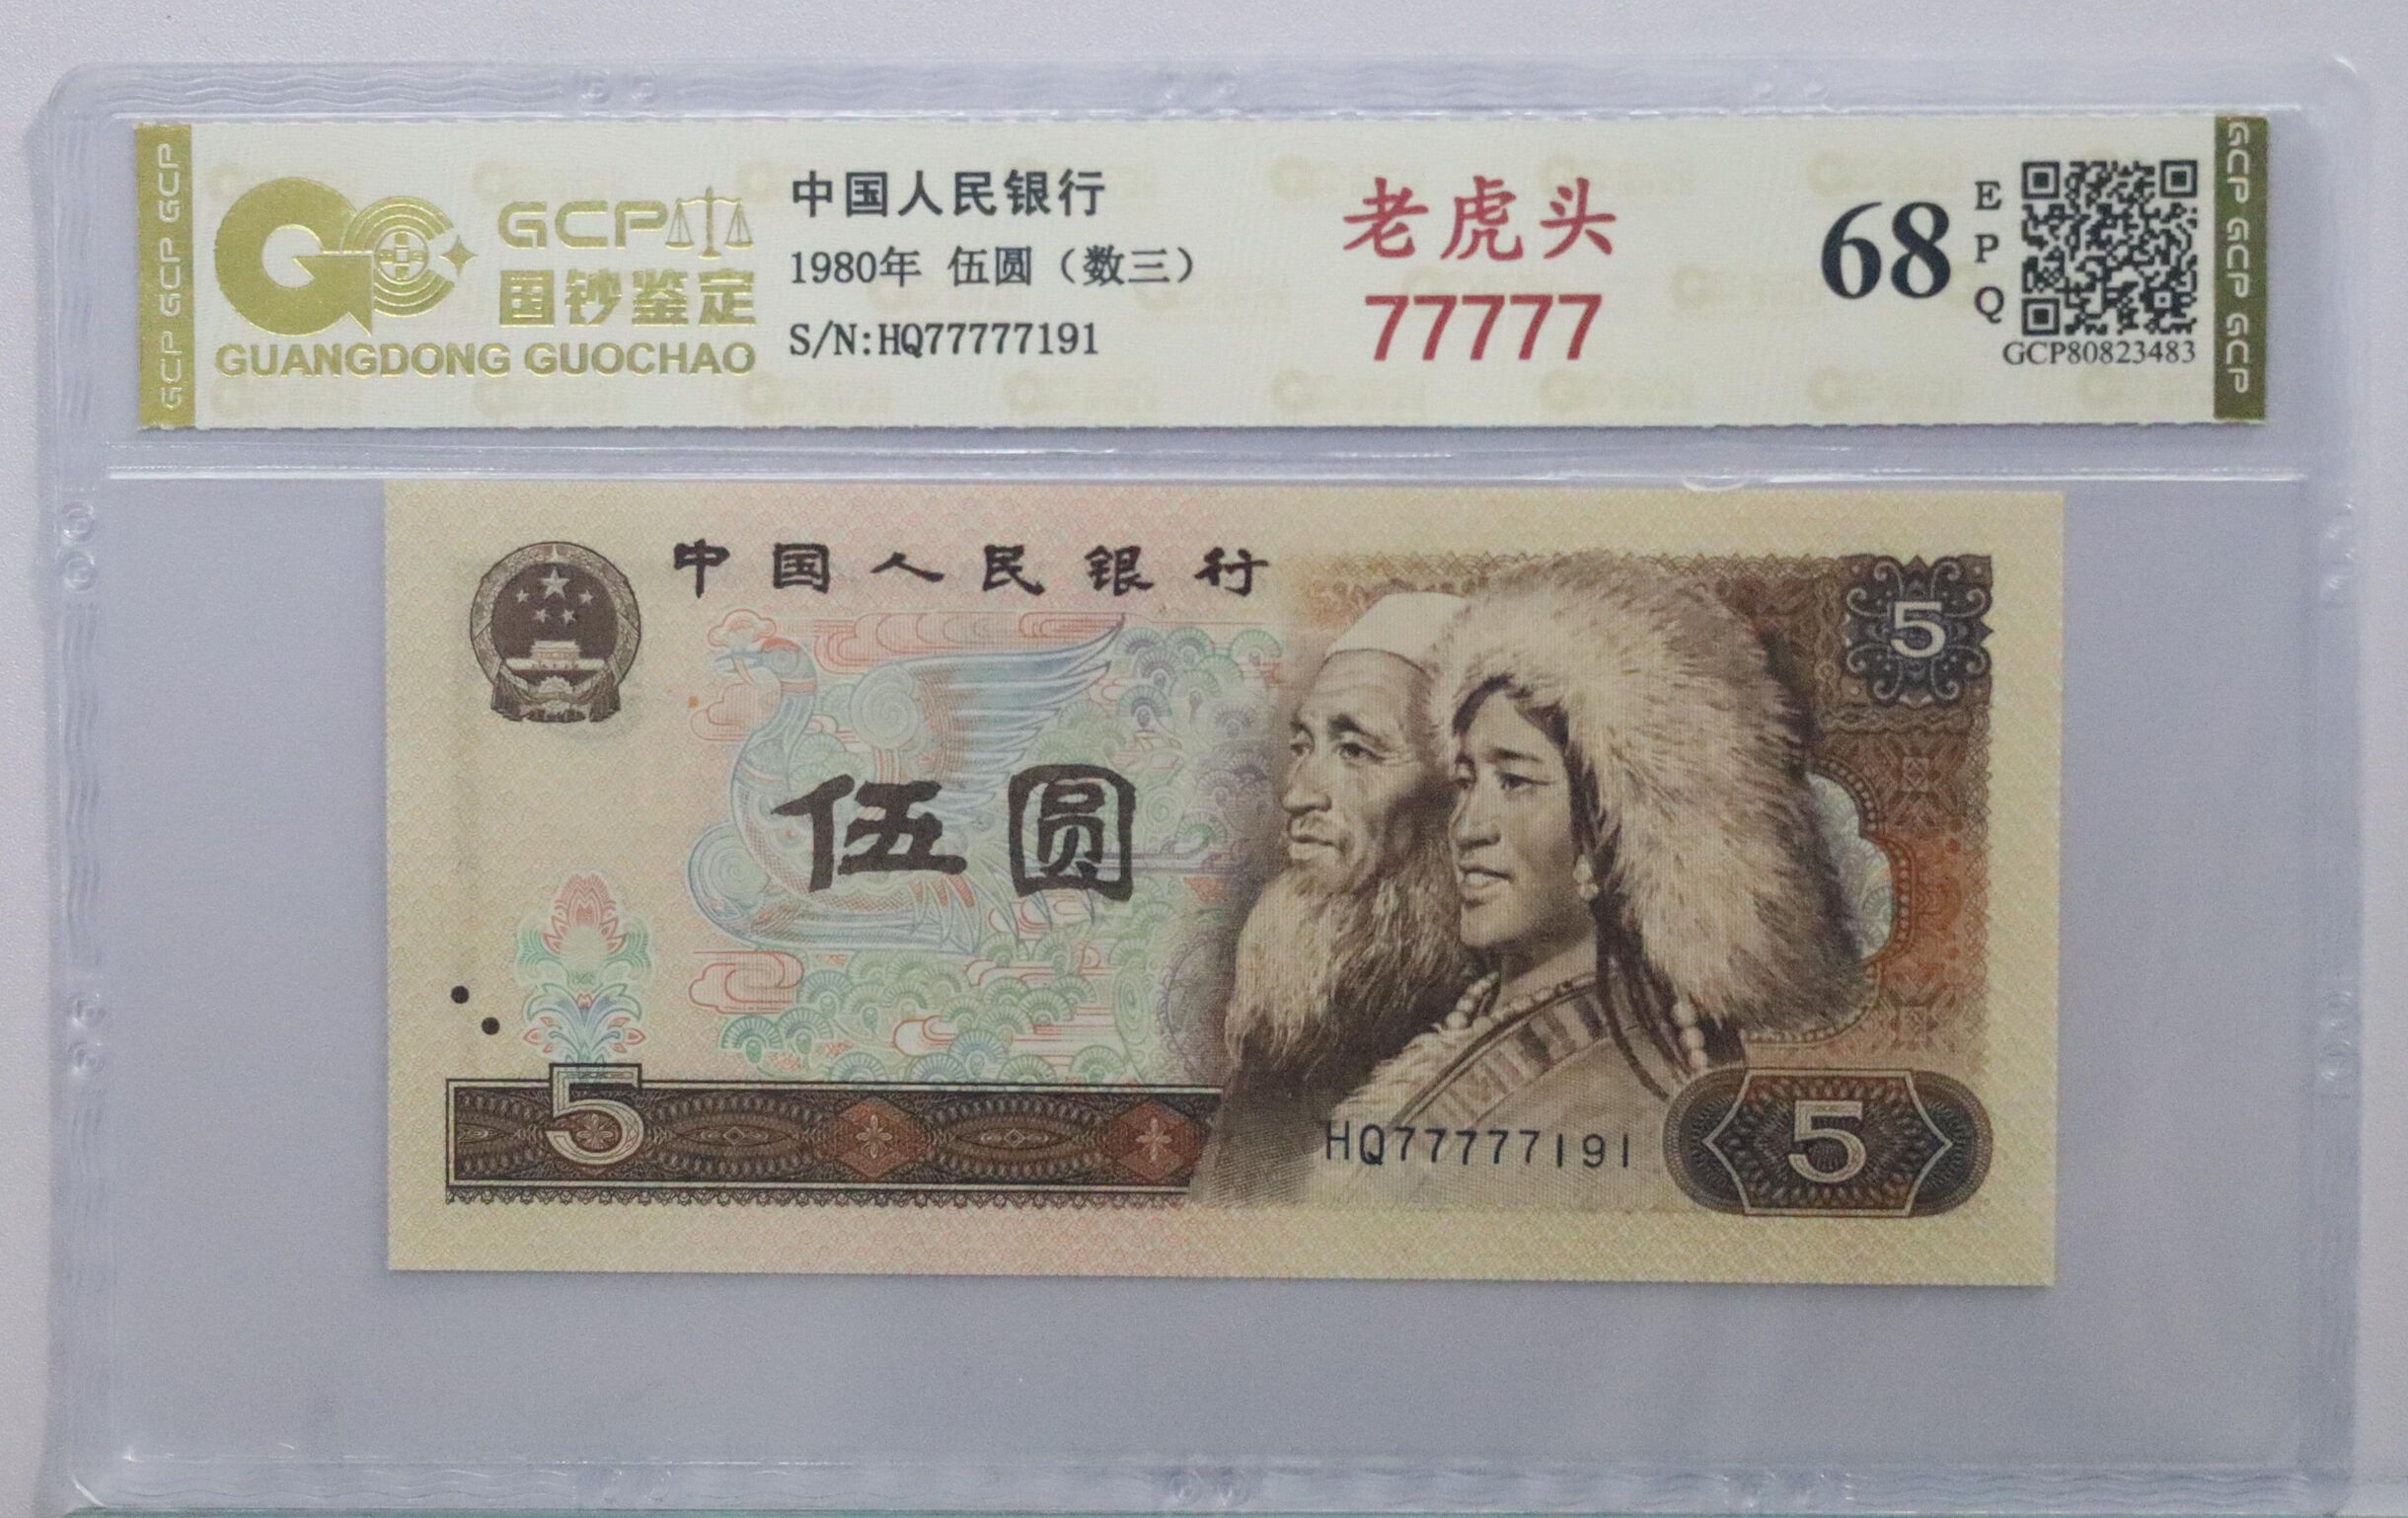 GCP GCP GCP
GCP
国钞鉴定
GUANGDONG GUOCHAO
中国人民银行
1980年 伍圆（数三）
S/N:HQ77777191
老虎头
77777
68
EPQ
GCP80823483
GCP GCP GCP
中国人民银行
5
伍圆
5
HQ77777191
5